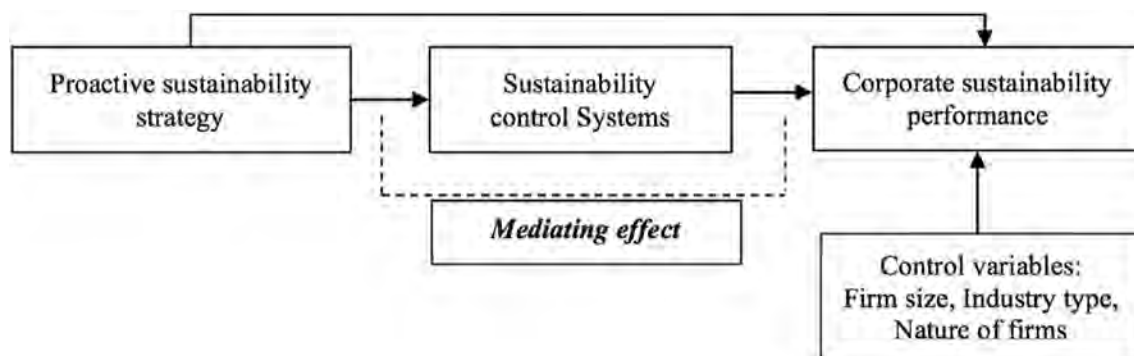 Proactive sustainability
strategy
Sustainability
control Systems
Corporate sustainability
performance
Mediating effect
Control variables:
Firm size, Industry type,
Nature of firms